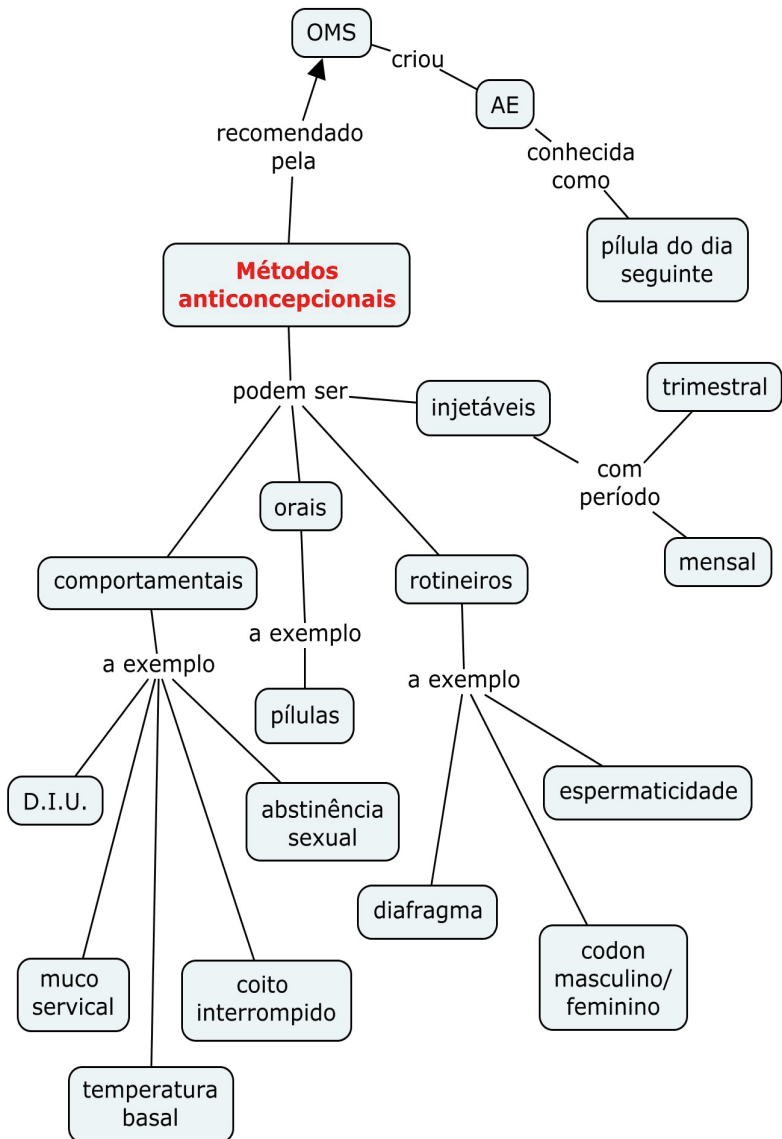 OMS
criou
AE
recomendado
pela
conhecida
como
pílula do dia
seguinte
Métodos
anticoncepcionais
podem ser
injetáveis
trimestral
com
período
mensal
orais
comportamentais
rotineiros
a exemplo
a exemplo
a exemplo
pílulas
D.I.U.
abstinência
sexual
espermaticidade
diafragma
muco
servical
coito
interrompido
codon
masculino/
feminino
temperatura
basal